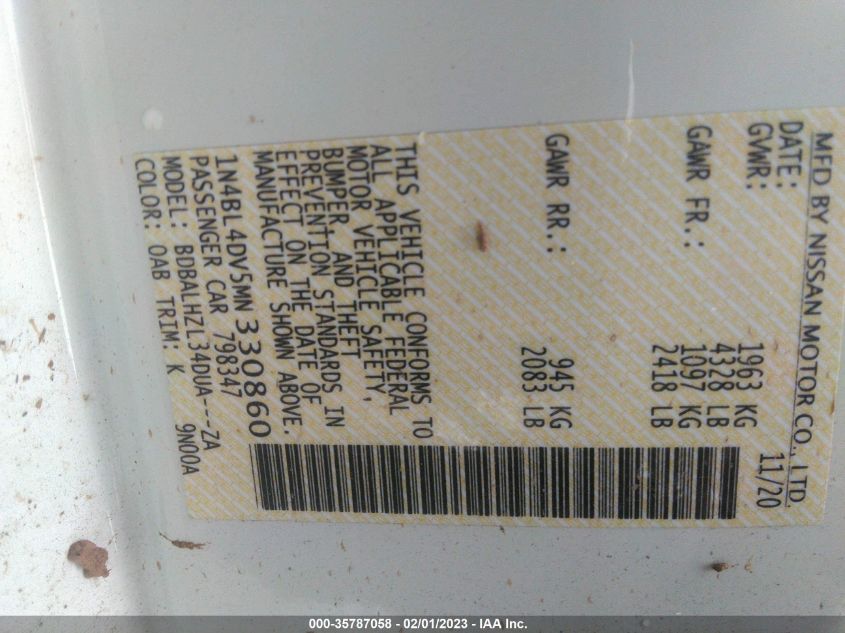 MFD BY NISSAN MOTOR CO., LTD.
DATE: 11/20
GVWR: 1963 KG
4328 LB
GAWR FR.: 1097 KG
2418 LB
GAWR RR.: 945 KG
2083 LB
THIS VEHICLE CONFORMS TO
ALL APPLICABLE FEDERAL
MOTOR VEHICLE SAFETY,
BUMPER, AND THEFT
PREVENTION STANDARDS IN
EFFECT ON THE DATE OF
MANUFACTURE SHOWN ABOVE.
1N4BL4DV5MN330860
PASSENGER CAR 798347
MODEL: BDBALHZL34DUA---ZA
COLOR: QAB TRIM: K 9N00A
000-35787058 - 02/01/2023 - IAA Inc.